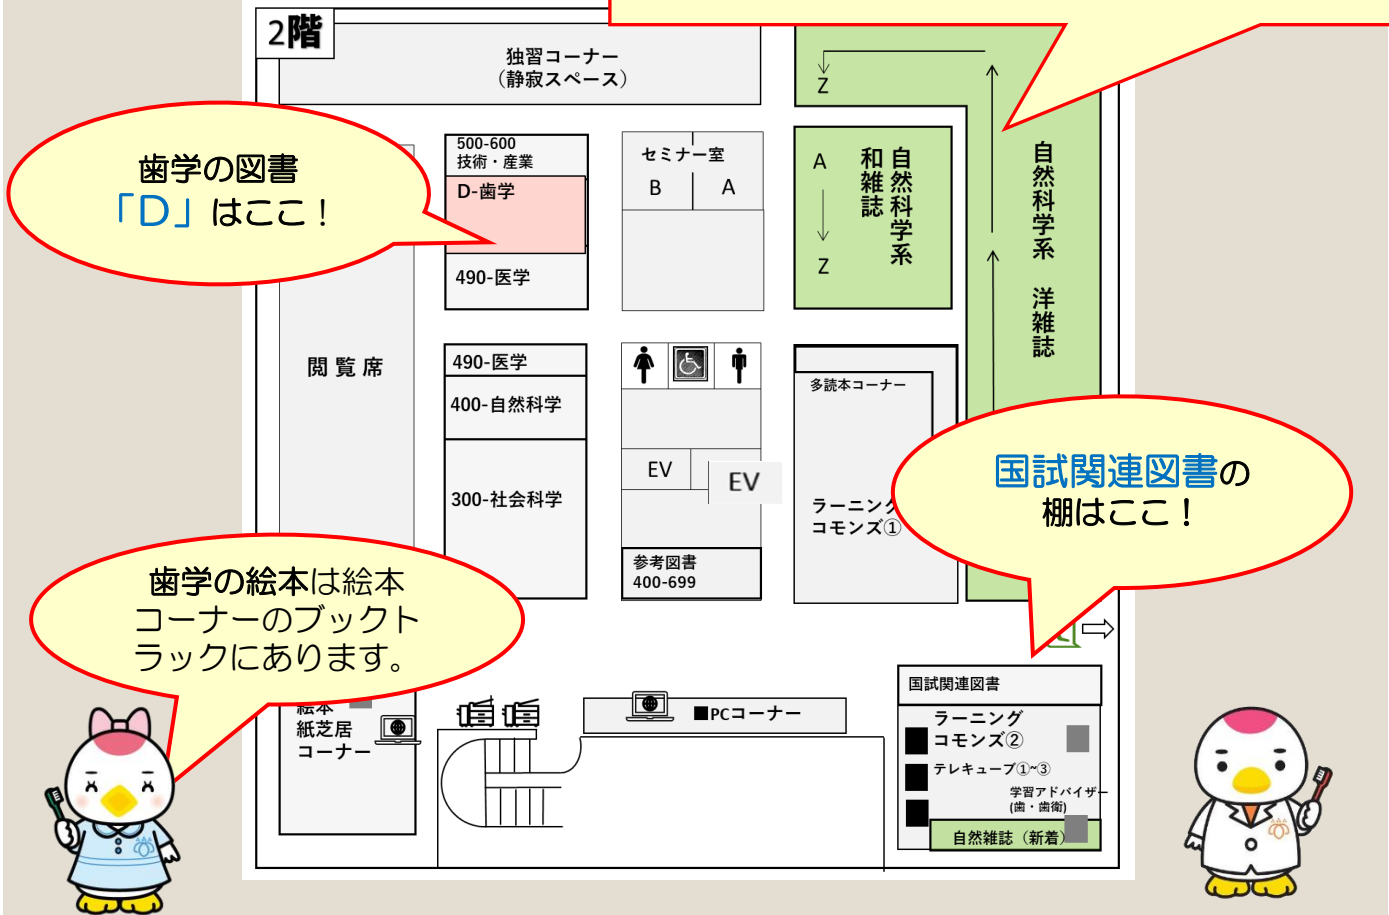 2階
独習コーナー
（静寂スペース）
Z
歯学の図書
「D」はここ！
500-600
技術・産業
D-歯学
490-医学
セミナー室
B
A
A
Z
自然科学系
和雑誌
自然科学系 洋雑誌
閲覧席
490-医学
400-自然科学
300-社会科学
EV
EV
参考図書
400-699
多読本コーナー
ラーニング
コモンズ①
国試関連図書の
棚はここ！
歯学の絵本は絵本
コーナーのブックト
ラックにあります。
絵本
紙芝居
コーナー
■PCコーナー
国試関連図書
ラーニング
コモンズ②
テレキューブ①~③
学習アドバイザー
(歯・歯衛)
自然雑誌（新着）